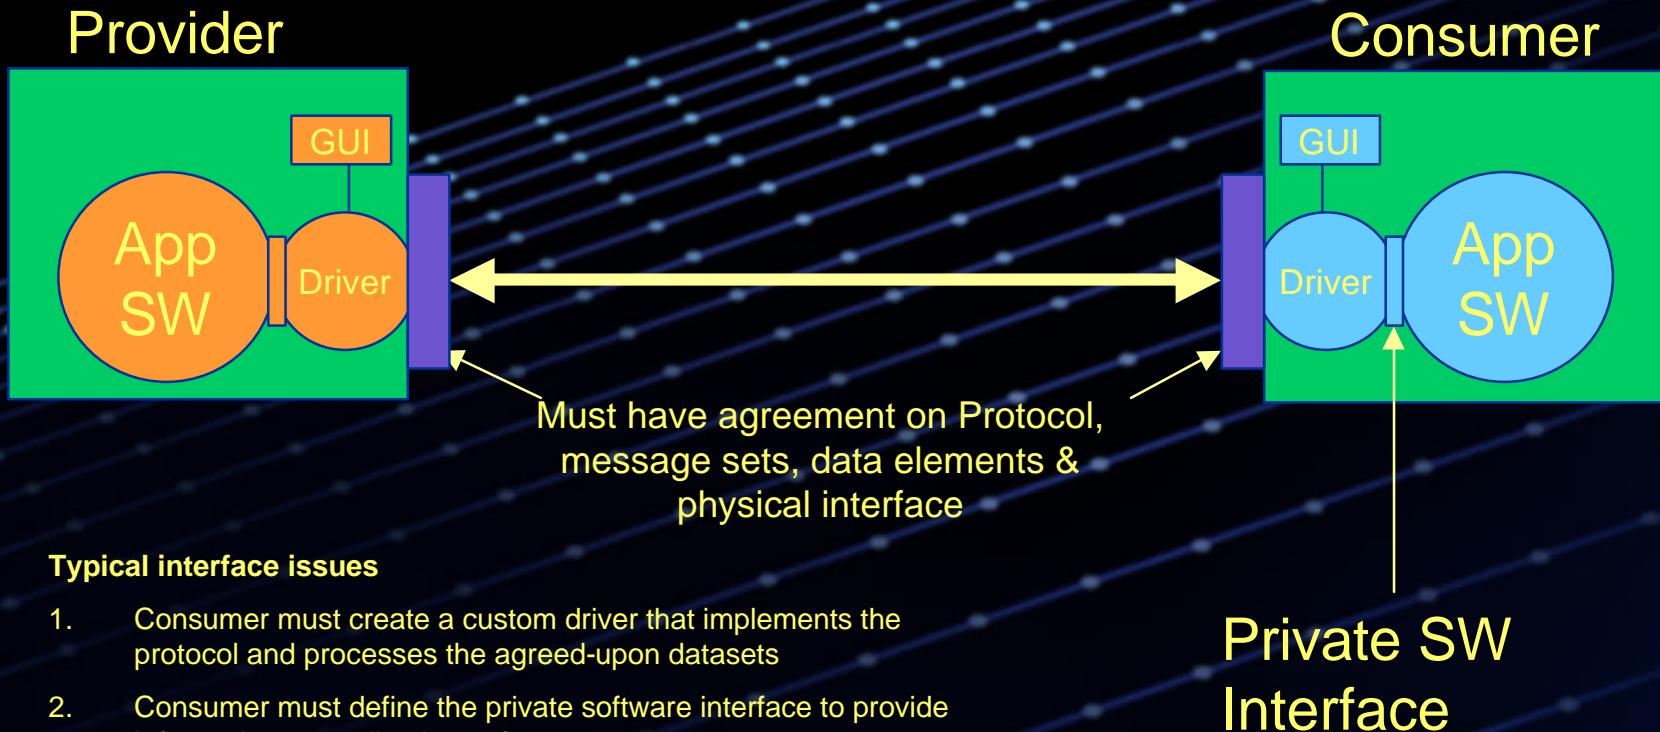 Provider
Consumer
GUI
App
SW
Driver
GUI
Driver
App
SW
Must have agreement on Protocol,
message sets, data elements &
physical interface
Typical interface issues
1. Consumer must create a custom driver that implements the
protocol and processes the agreed-upon datasets
2. Consumer must define the private software interface to provide
Private SW
Interface